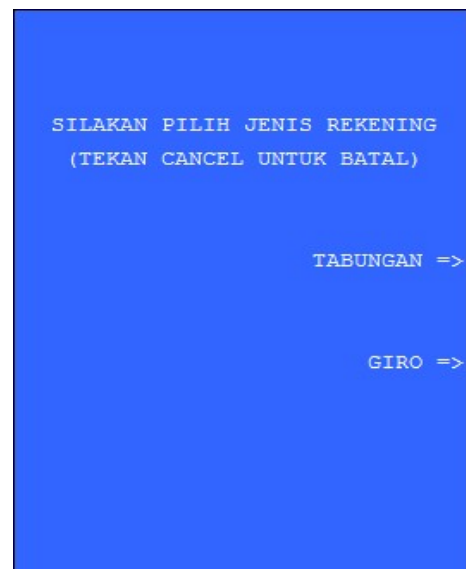 SILAKAN PILIH JENIS REKENING
(TEKAN CANCEL UNTUK BATAL)
TABUNGAN =>
GIRO =>